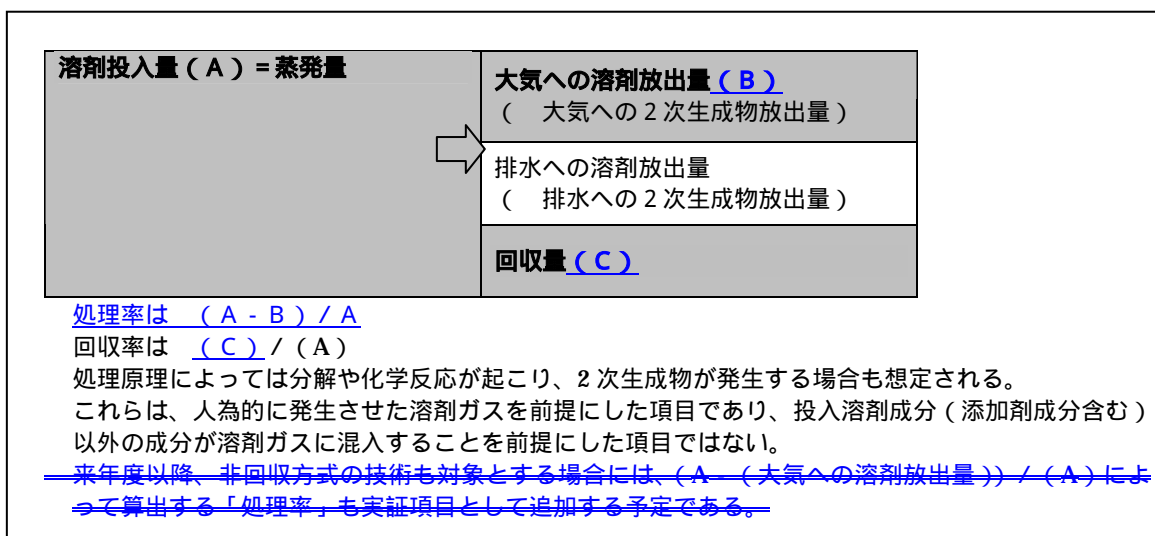 溶剤投入量（A）=蒸発量
大気への溶剤放出量（B）
（　大気への2次生成物放出量）
排水への溶剤放出量
（　排水への2次生成物放出量）
回収量（C）
処理率は　（A-B）/A
回収率は　（C）/（A）
処理原理によっては分解や化学反応が起こり、2次生成物が発生する場合も想定される。
これらは、人為的に発生させた溶剤ガスを前提にした項目であり、投入溶剤成分（添加剤成分含む）
以外の成分が溶剤ガスに混入することを前提にした項目ではない。
来年度以降、非回収方式の技術も対象とする場合には、（A-（大気への溶剤放出量））/（A）によ
って算出する「処理率」も実証項目として追加する予定である。